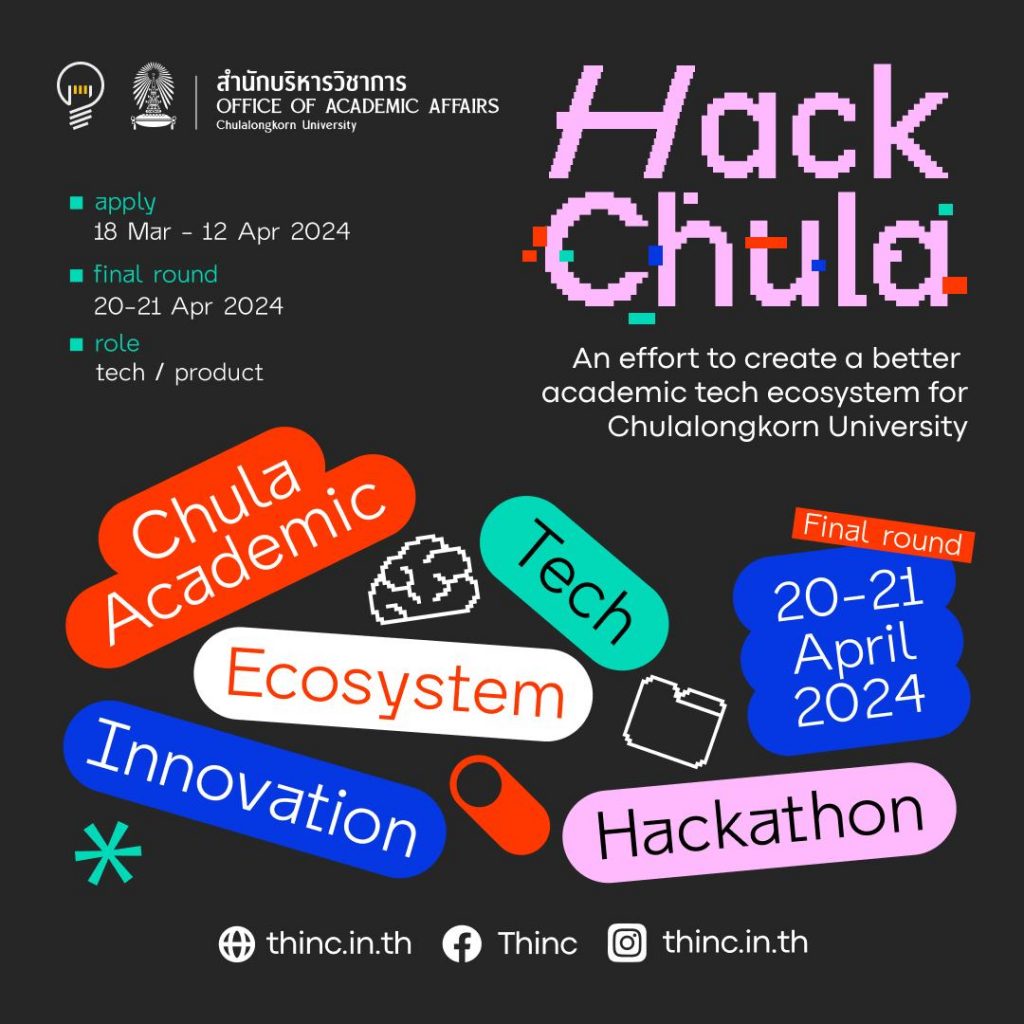 สำนักบริหารวิชาการ
OFFICE OF ACADEMIC AFFAIRS
Chulalongkorn University
Hack
Chula
An effort to create a better
academic tech ecosystem for
Chulalongkorn University
apply
18 Mar - 12 Apr 2024
final round
20-21 Apr 2024
role
tech / product
Chula
Academic
Tech
Ecosystem
Innovation
Hackathon
Final round
20-21
April
2024
thinc.in.th
Thinc
thinc.in.th